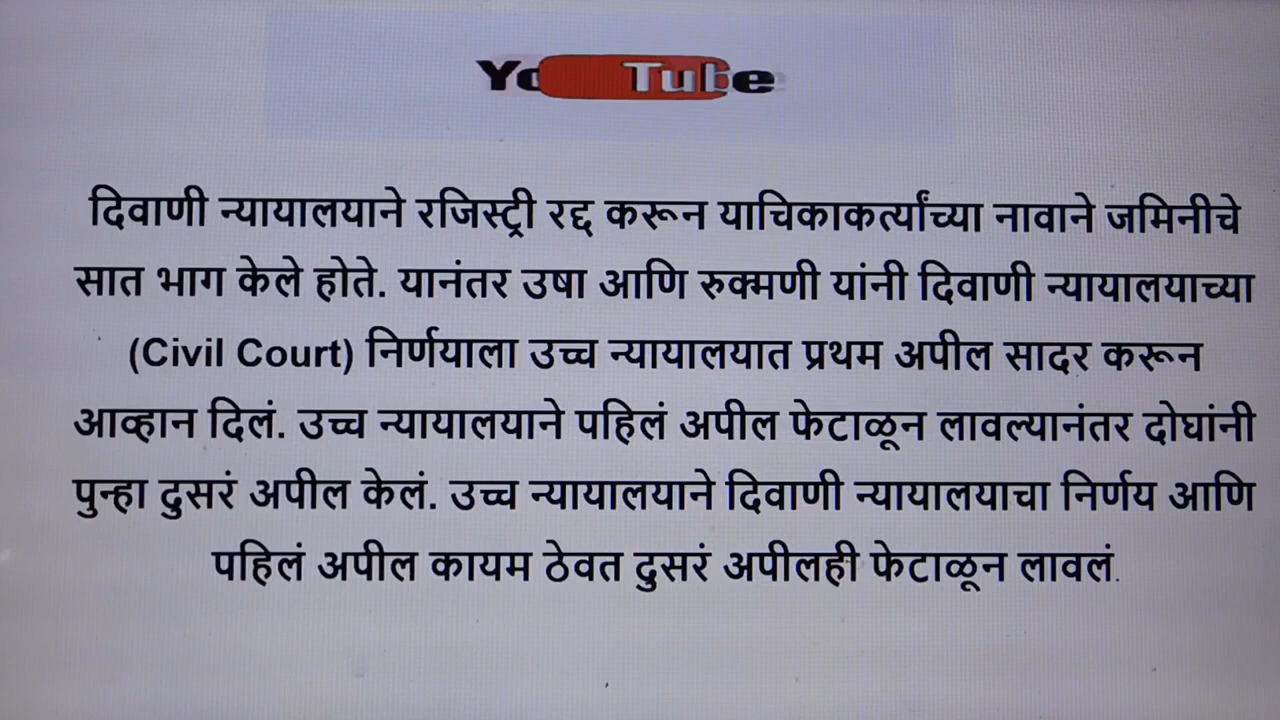 YouTube
दिवाणी न्यायालयाने रजिस्ट्री रद्द करून याचिकाकर्त्यांच्या नावाने जमिनीचे
सात भाग केले होते. यानंतर उषा आणि रुक्मणी यांनी दिवाणी न्यायालयाच्या
(Civil Court) निर्णयाला उच्च न्यायालयात प्रथम अपील सादर करून
आव्हान दिलं. उच्च न्यायालयाने पहिलं अपील फेटाळून लावल्यानंतर दोघांनी
पुन्हा दुसरं अपील केलं. उच्च न्यायालयाने दिवाणी न्यायालयाचा निर्णय आणि
पहिलं अपील कायम ठेवत दुसरं अपीलही फेटाळून लावलं.